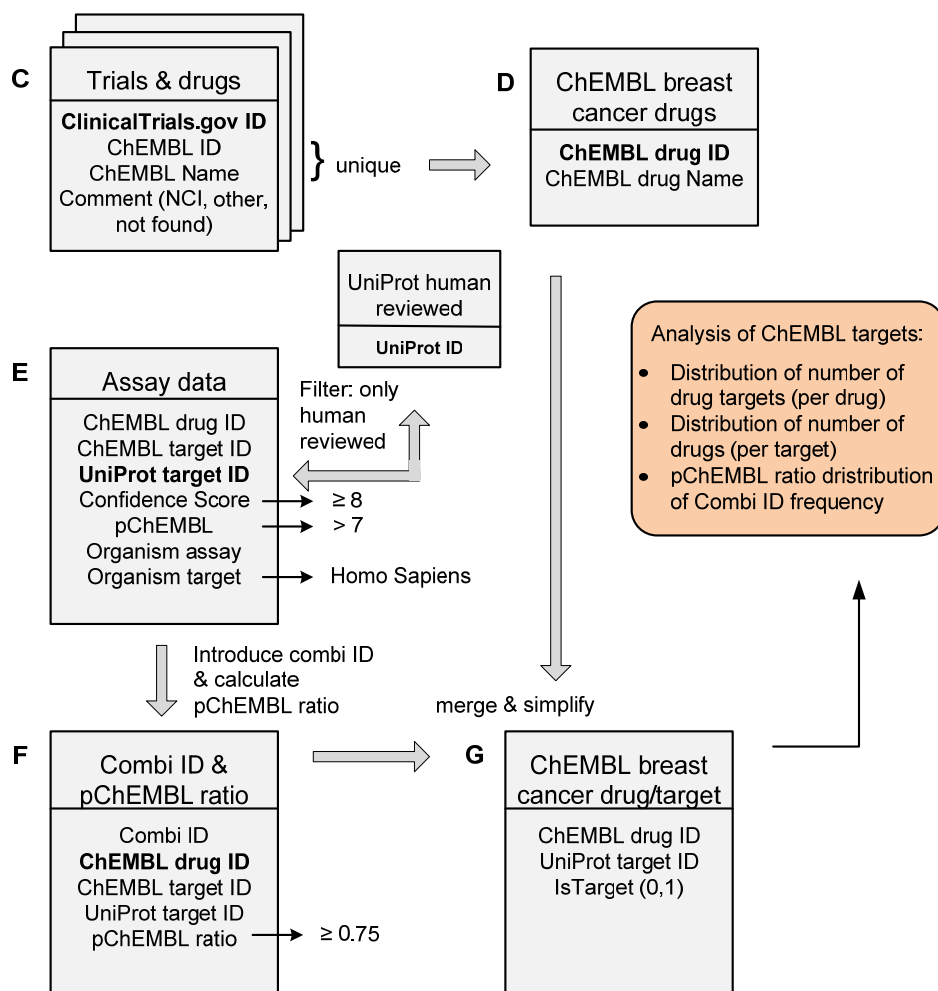 C
Trials & drugs
ClinicalTrials.gov ID
ChEMBL ID
ChEMBL Name
Comment (NCI, other,
not found)
} unique
D
ChEMBL breast
cancer drugs
ChEMBL drug ID
ChEMBL drug Name
UniProt human
reviewed
UniProt ID
E
Assay data
ChEMBL drug ID
ChEMBL target ID
UniProt target ID
Confidence Score
≥ 8
pChEMBL
> 7
Organism assay
Organism target
Homo Sapiens
Filter: only
human
reviewed
Analysis of ChEMBL targets:
• Distribution of number of
drug targets (per drug)
• Distribution of number of
drugs (per target)
• pChEMBL ratio dristribution
of Combi ID frequency
Introduce combi ID
& calculate
pChEMBL ratio
merge & simplify
F
Combi ID &
pChEMBL ratio
Combi ID
ChEMBL drug ID
ChEMBL target ID
UniProt target ID
pChEMBL ratio
≥ 0.75
G
ChEMBL breast
cancer drug/target
ChEMBL drug ID
UniProt target ID
IsTarget (0,1)